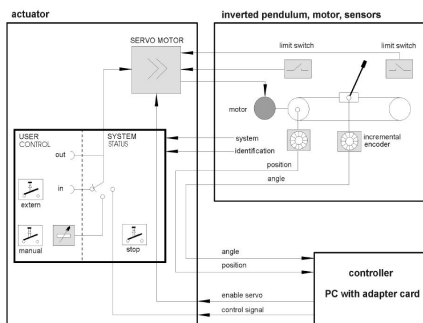 actuator
inverted pendulum, motor, sensors
SERVO MOTOR
limit switch
limit switch
motor
incremental
encoder
USER
CONTROL
SYSTEM
STATUS
out
in
extern
manual
stop
system
identification
position
angle
angle
position
enable servo
control signal
controller
PC with adapter card